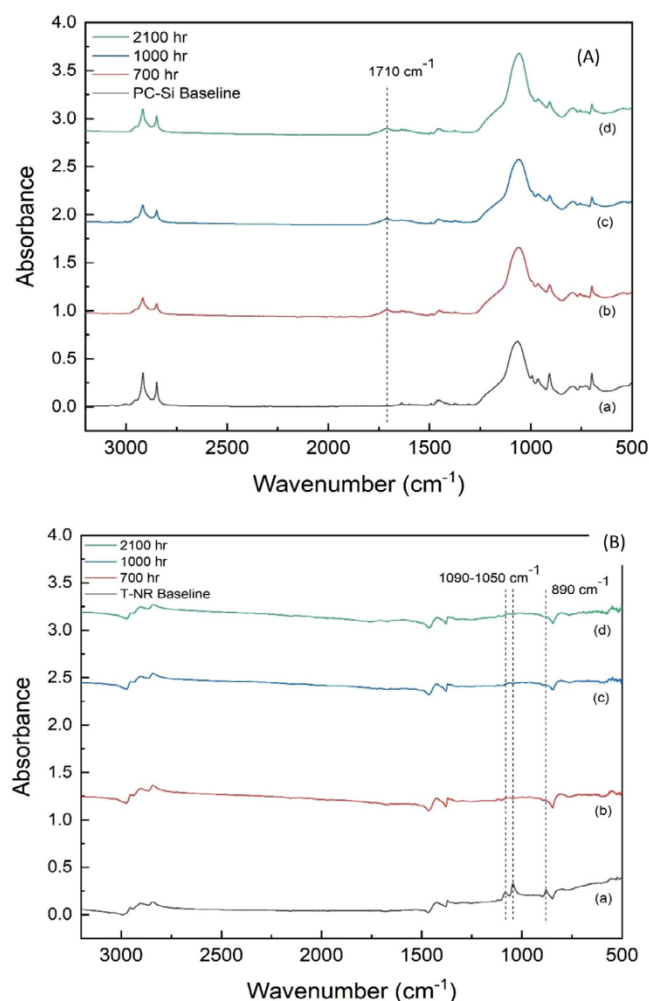 2100 hr
1000 hr
700 hr
PC-Si Baseline
(A)
1710 cm⁻¹
4.0
3.5
3.0
2.5
2.0
1.5
1.0
0.5
0.0
Absorbance
(d)
(c)
(b)
(a)
3000 2500 2000 1500 1000 500
Wavenumber (cm⁻¹)
2100 hr
1000 hr
700 hr
T-NR Baseline
(B)
1090-1050 cm⁻¹
890 cm⁻¹
4.0
3.5
3.0
2.5
2.0
1.5
1.0
0.5
0.0
Absorbance
(d)
(c)
(b)
(a)
3000 2500 2000 1500 1000 500
Wavenumber (cm⁻¹)